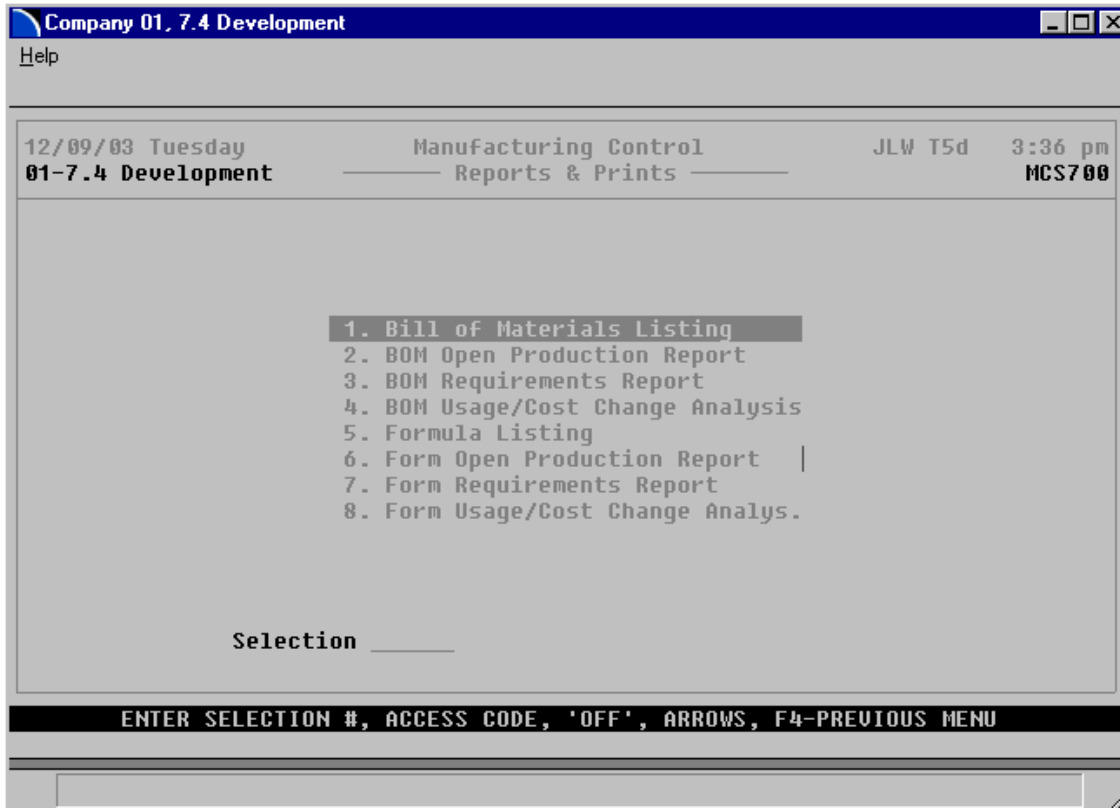 Company 01, 7.4 Development
Help
12/09/03 Tuesday Manufacturing Control JLW T5d 3:36 pm
01-7.4 Development Reports & Prints MCS700
1. Bill of Materials Listing
2. BOM Open Production Report
3. BOM Requirements Report
4. BOM Usage/Cost Change Analysis
5. Formula Listing
6. Form Open Production Report
7. Form Requirements Report
8. Form Usage/Cost Change Analys.
Selection ______
ENTER SELECTION #, ACCESS CODE, 'OFF', ARROWS, F4-PREVIOUS MENU